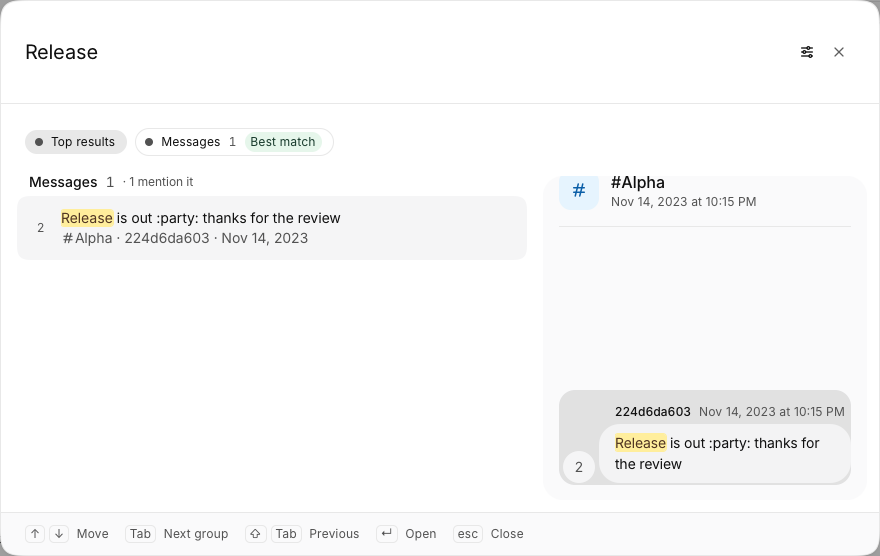 Release
Top results
Messages 1 Best match
Messages 1 · 1 mention it
2
Release is out :party: thanks for the review
#Alpha · 224d6da603 · Nov 14, 2023
#
#Alpha
Nov 14, 2023 at 10:15 PM
224d6da603 Nov 14, 2023 at 10:15 PM
Release is out :party: thanks for
the review
2
↑ ↓ Move Tab Next group ⇧ Tab Previous ↵ Open esc Close